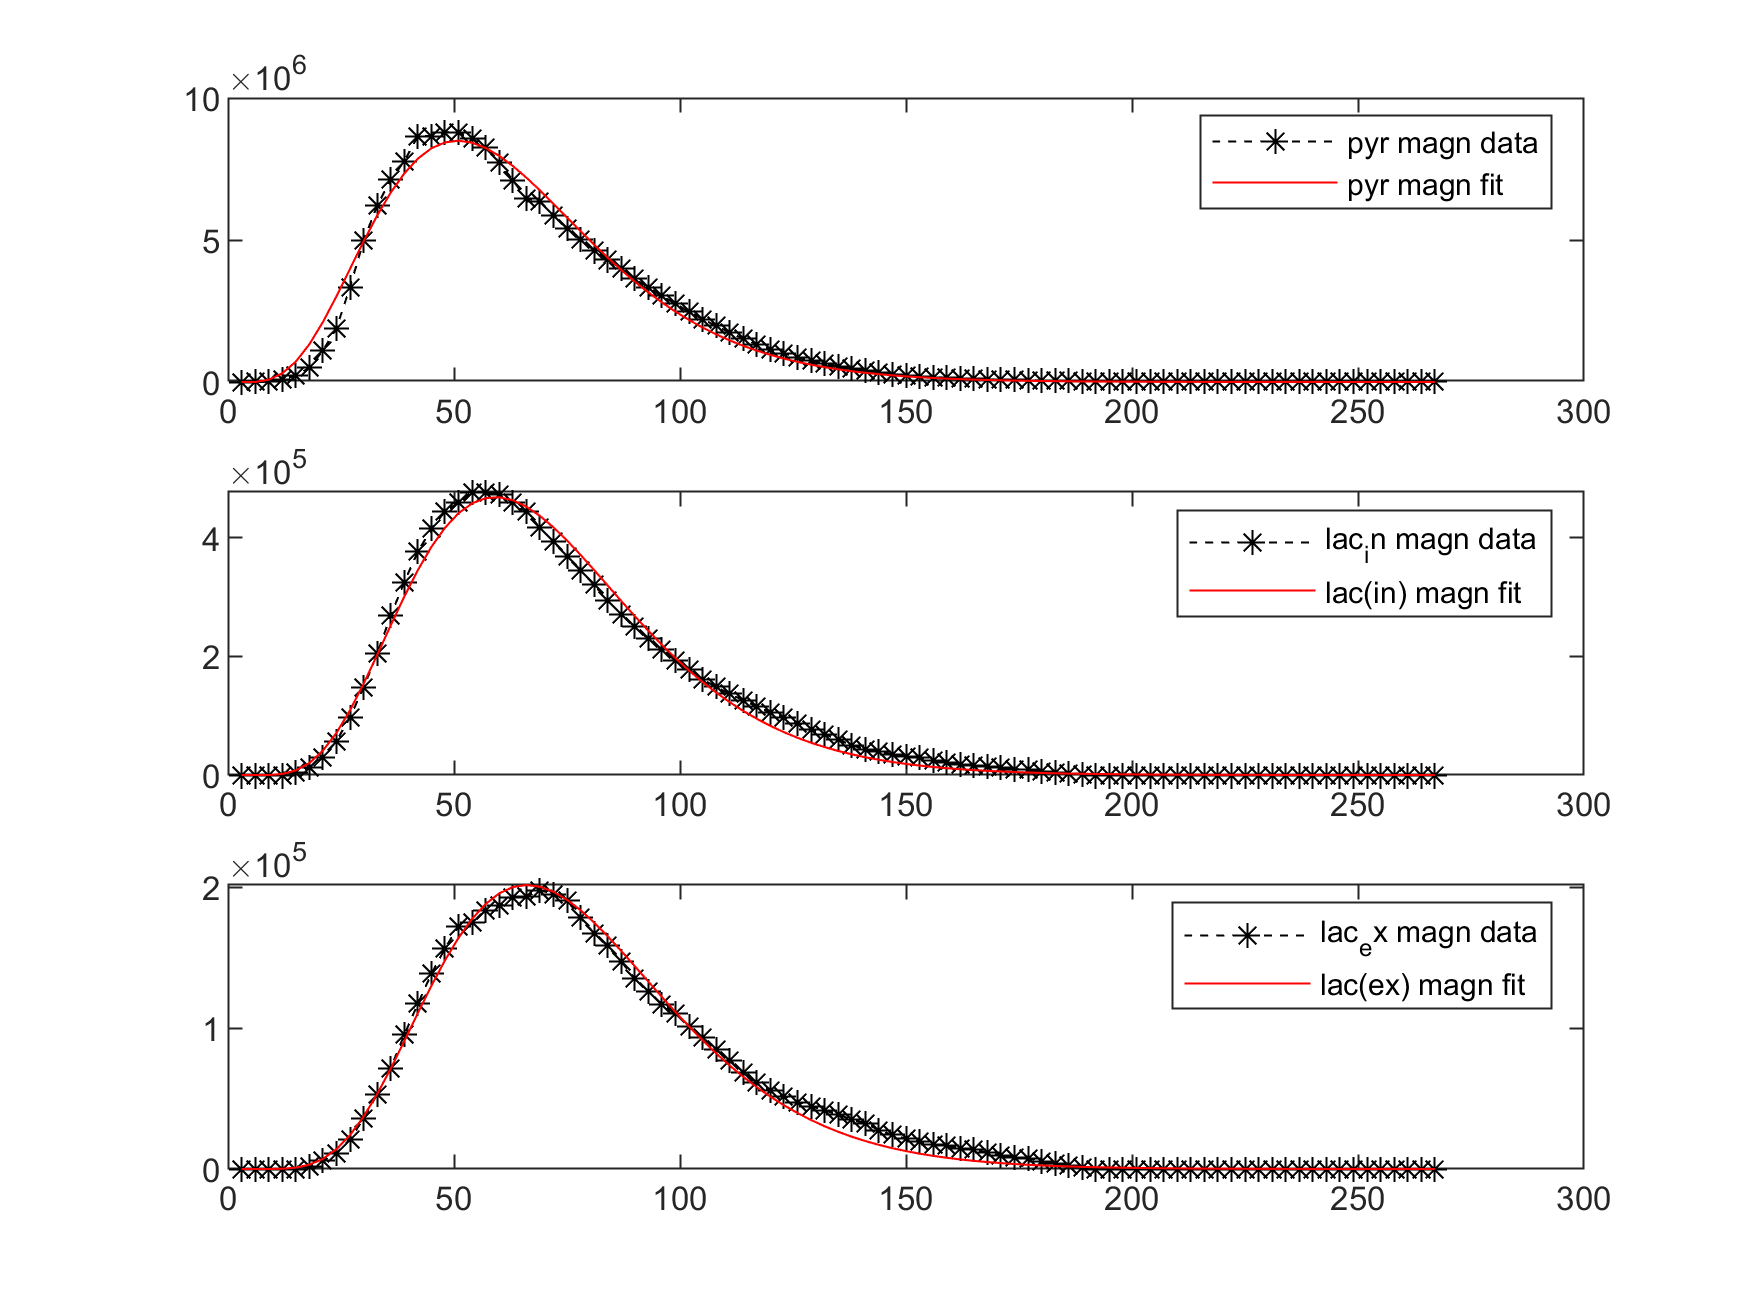 ×10^6
10
5
0
0 50 100 150 200 250 300
pyr magn data
pyr magn fit
×10^5
4
2
0
0 50 100 150 200 250 300
lac_in magn data
lac(in) magn fit
×10^5
2
1
0
0 50 100 150 200 250 300
lac_ex magn data
lac(ex) magn fit